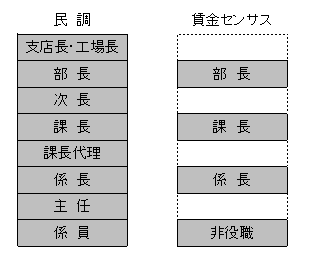 民 調
賃金センサス
支店長・工場長
部 長
部 長
次 長
課 長
課 長
課長代理
係 長
係 長
主 任
係 員
非役職